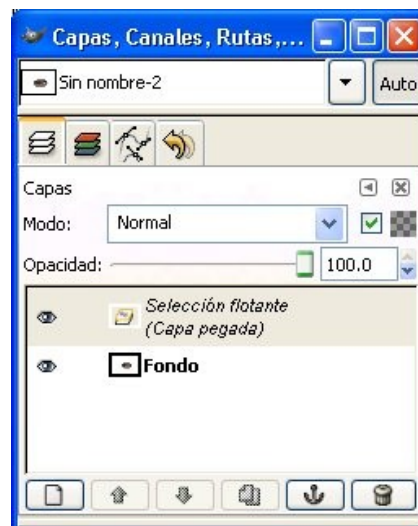 Capas, Canales, Rutas,...
Sin nombre-2
Auto
Capas
Modo: Normal
Opacidad: 100.0
Selección flotante
(Capa pegada)
Fondo